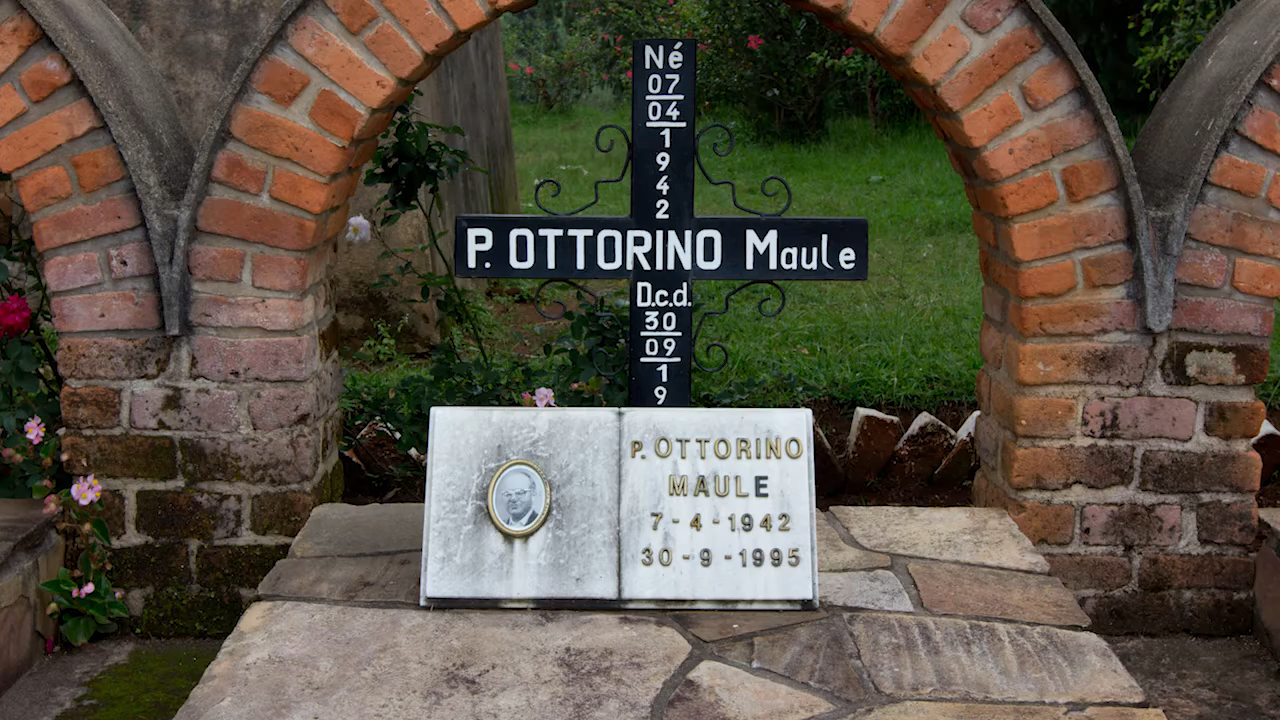 Né
07
04
1
9
4
2
P. OTTORINO Maule
D.c.d.
30
09
1
9
P. OTTORINO
MAULE
7-4-1942
30-9-1995